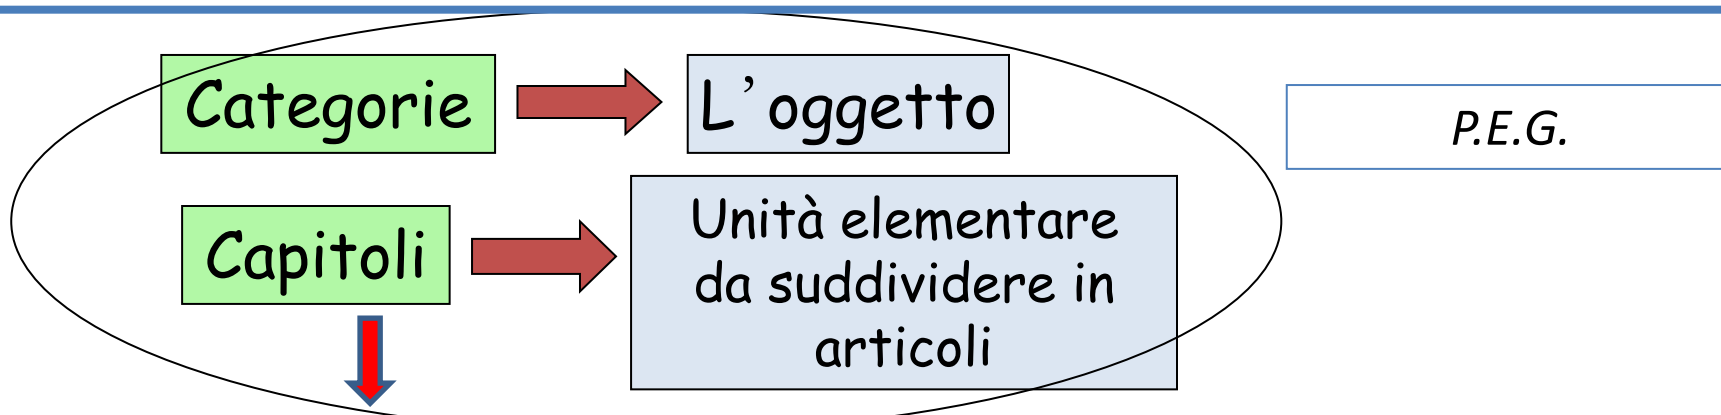 Categorie
L’oggetto
P.E.G.
Capitoli
Unità elementare
da suddividere in
articoli